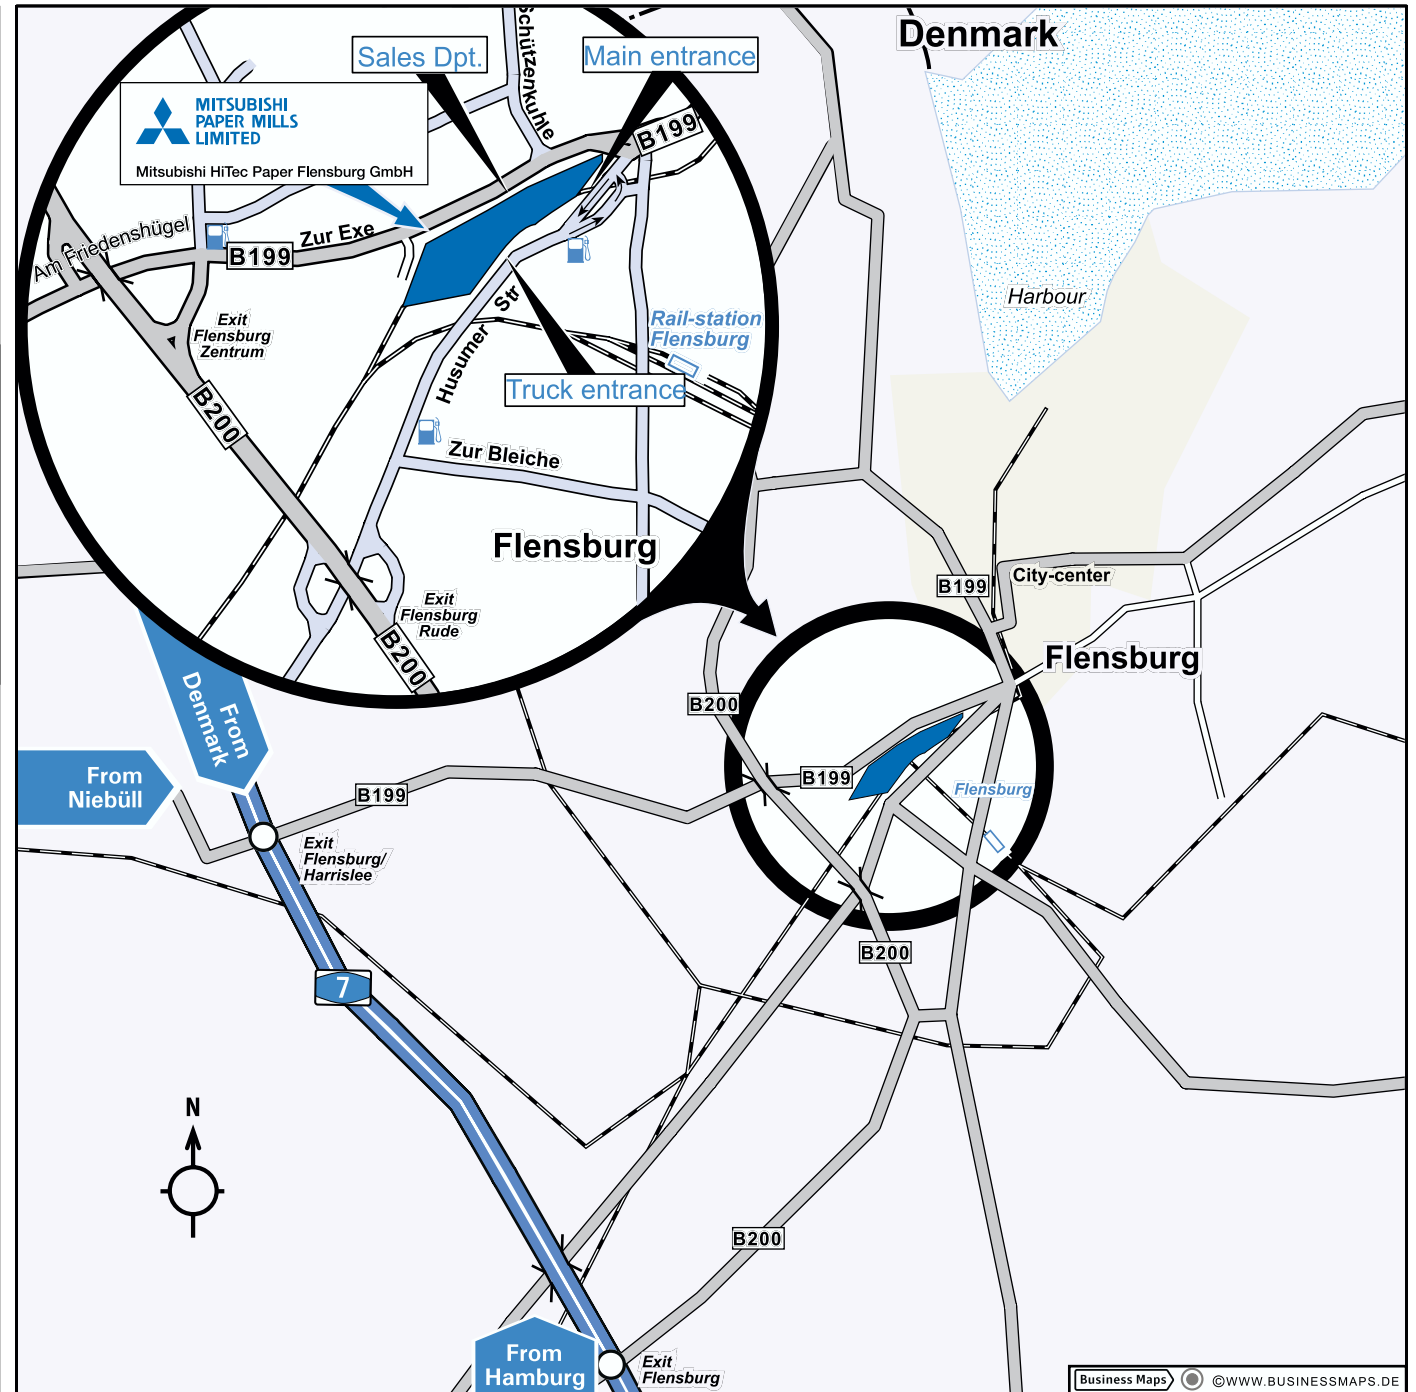 Denmark
Schützenkuhle
Sales Dpt.
Main entrance
MITSUBISHI
PAPER MILLS
LIMITED
Mitsubishi HiTec Paper Flensburg GmbH
B199
Am Friedenshügel
Zur Exe
B199
Harbour
Exit
Flensburg
Zentrum
Husumer Str
Rail-station
Flensburg
Truck entrance
B200
Zur Bleiche
Flensburg
Exit
Flensburg
Rude
B200
City-center
B199
Flensburg
From
Denmark
B200
From
Niebüll
B199
B199
Flensburg
Exit
Flensburg/
Harrislee
B200
7
N
B200
From
Hamburg
Exit
Flensburg
Business Maps
©WWW.BUSINESSMAPS.DE